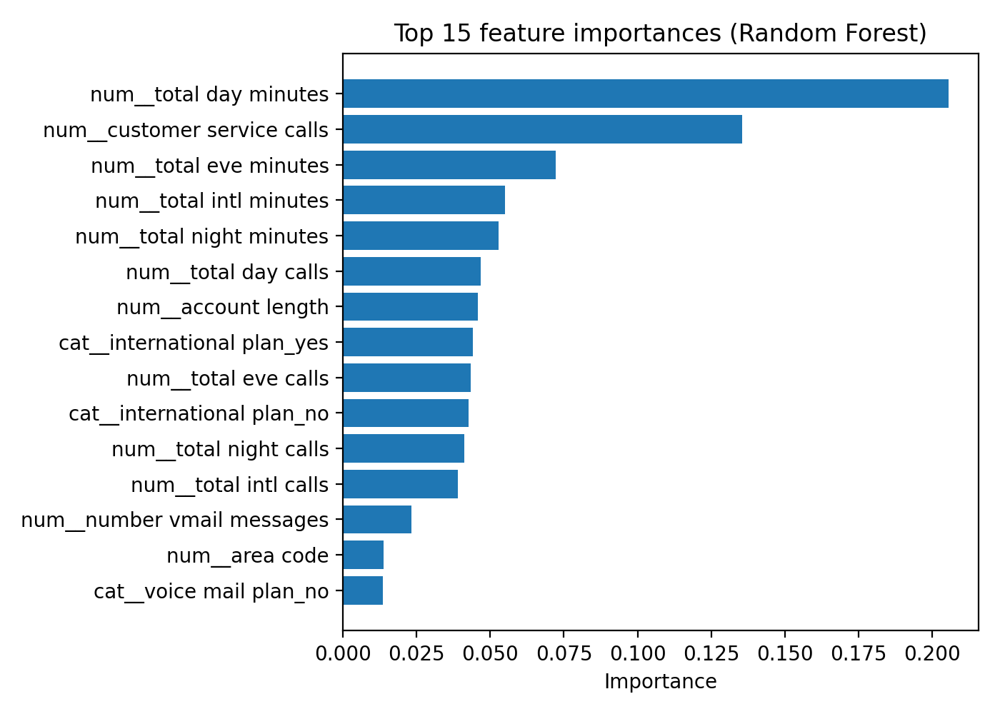 Top 15 feature importances (Random Forest)
num__total day minutes
num__customer service calls
num__total eve minutes
num__total intl minutes
num__total night minutes
num__total day calls
num__account length
cat__international plan_yes
num__total eve calls
cat__international plan_no
num__total night calls
num__total intl calls
num__number vmail messages
num__area code
cat__voice mail plan_no
0.000 0.025 0.050 0.075 0.100 0.125 0.150 0.175 0.200
Importance